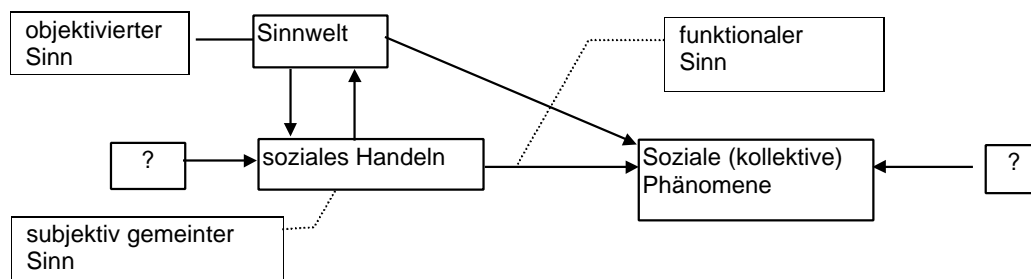 objektivierter
Sinn
Sinnwelt
funktionaler
Sinn
?
soziales Handeln
Soziale (kollektive)
Phänomene
?
subjektiv gemeinter
Sinn